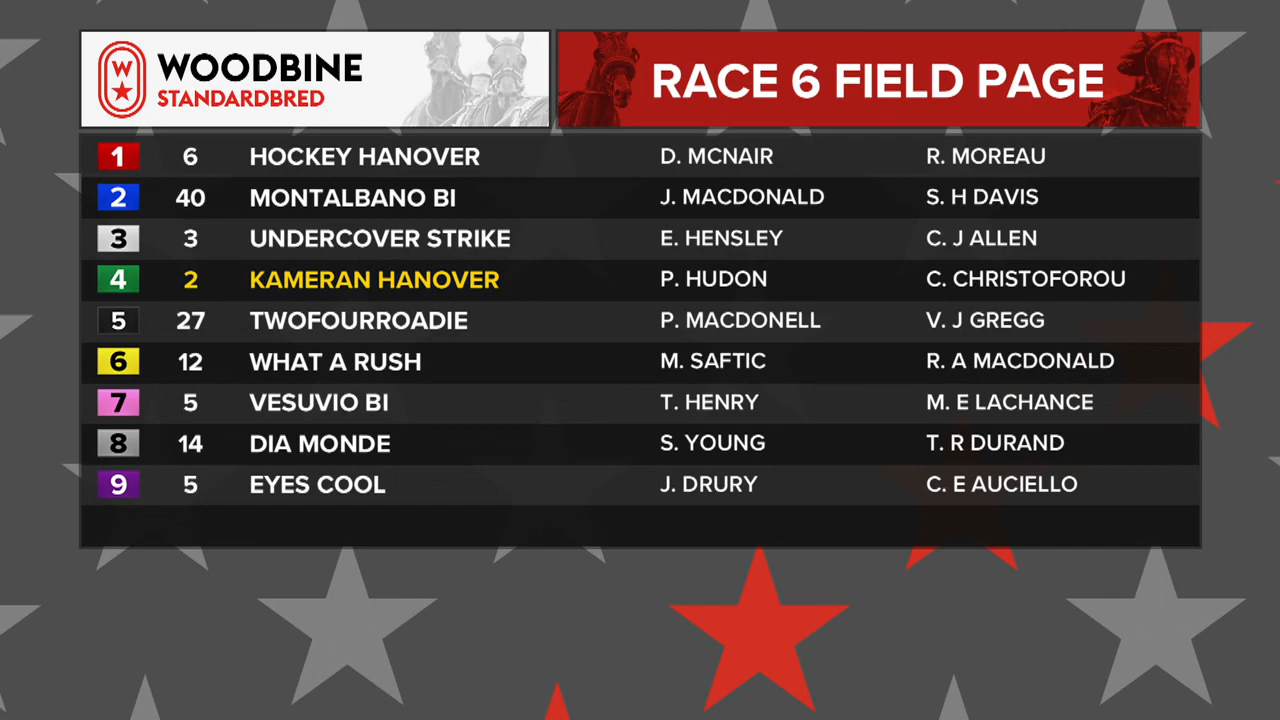 W
WOODBINE
STANDARDBRED
RACE 6 FIELD PAGE
1 6 HOCKEY HANOVER D. MCNAIR R. MOREAU
2 40 MONTALBANO BI J. MACDONALD S. H DAVIS
3 3 UNDERCOVER STRIKE E. HENSLEY C. J ALLEN
4 2 KAMERAN HANOVER P. HUDON C. CHRISTOFOROU
5 27 TWOFOURROADIE P. MACDONELL V. J GREGG
6 12 WHAT A RUSH M. SAFTIC R. A MACDONALD
7 5 VESUVIO BI T. HENRY M. E LACHANCE
8 14 DIA MONDE S. YOUNG T. R DURAND
9 5 EYES COOL J. DRURY C. E AUCIELLO